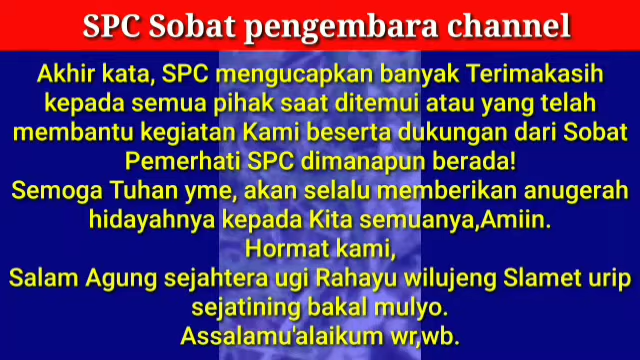 SPC Sobat pengembara channel
Akhir kata, SPC mengucapkan banyak Terimakasih
kepada semua pihak saat ditemui atau yang telah
membantu kegiatan Kami beserta dukungan dari Sobat
Pemerhati SPC dimanapun berada!
Semoga Tuhan yme, akan selalu memberikan anugerah
hidayahnya kepada Kita semuanya,Amiin.
Hormat kami,
Salam Agung sejahtera ugi Rahayu wilujeng Slamet urip
sejatining bakal mulyo.
Assalamu'alaikum wr,wb.